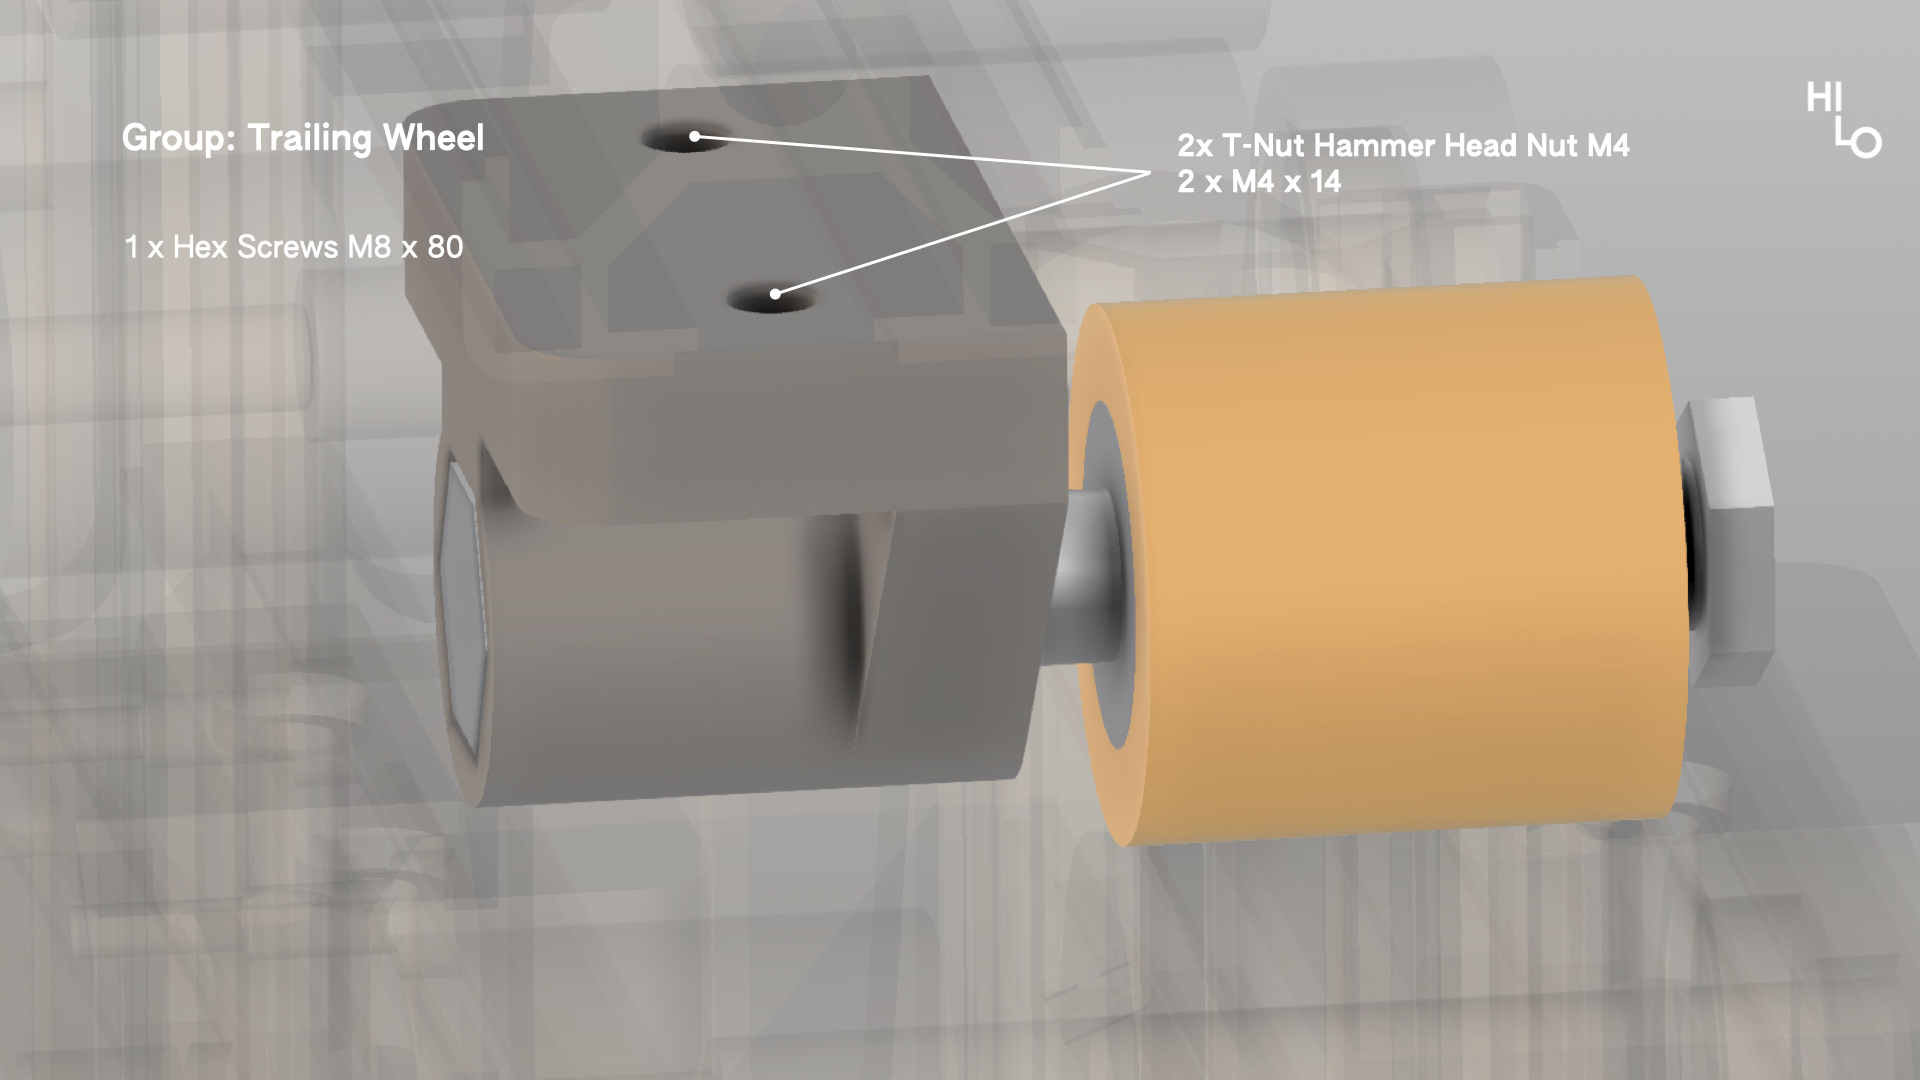 Group: Trailing Wheel
1 x Hex Screws M8 x 80
2x T-Nut Hammer Head Nut M4
2 x M4 x 14
HI
LO